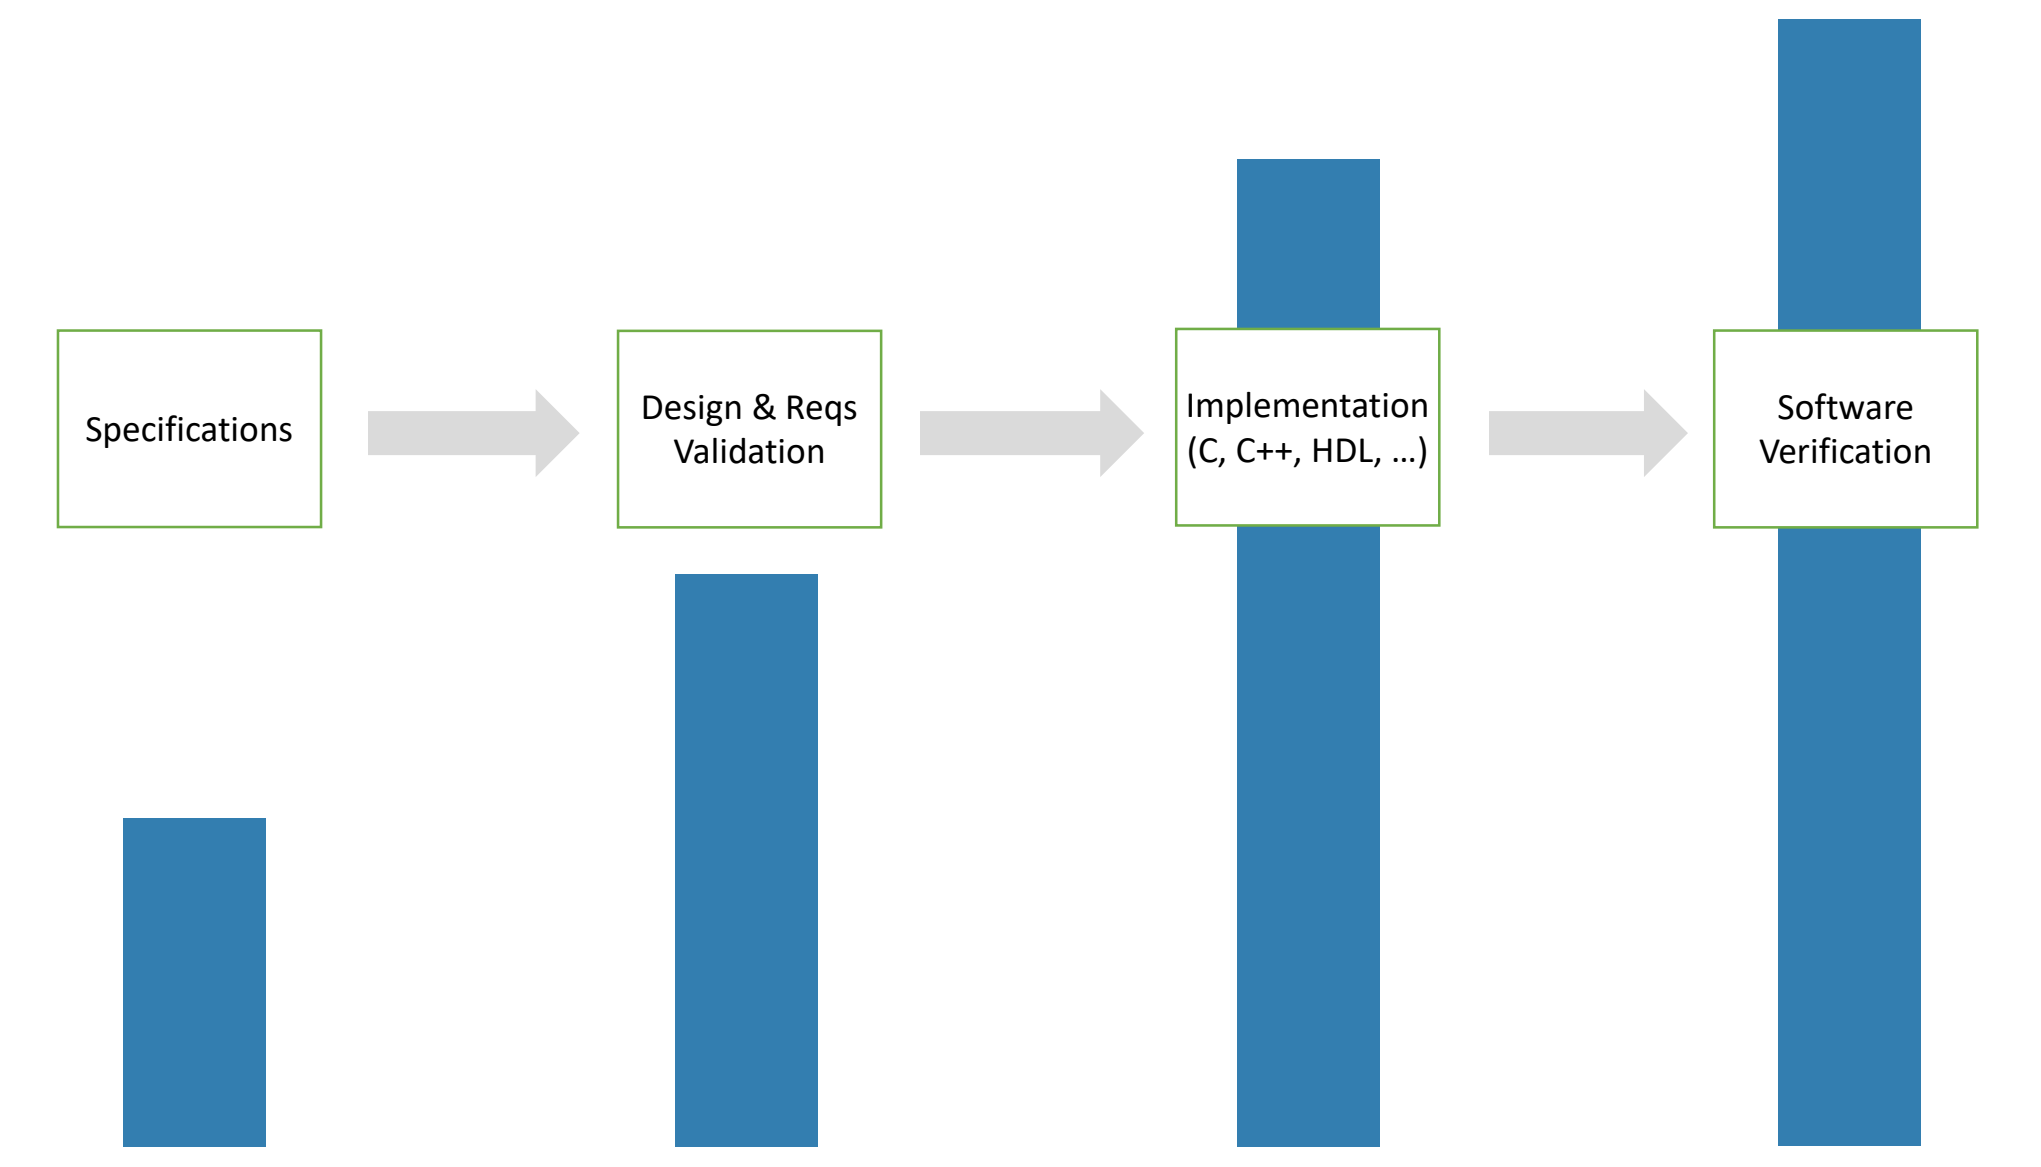 Specifications
Design & Reqs
Validation
Implementation
(C, C++, HDL, …)
Software
Verification